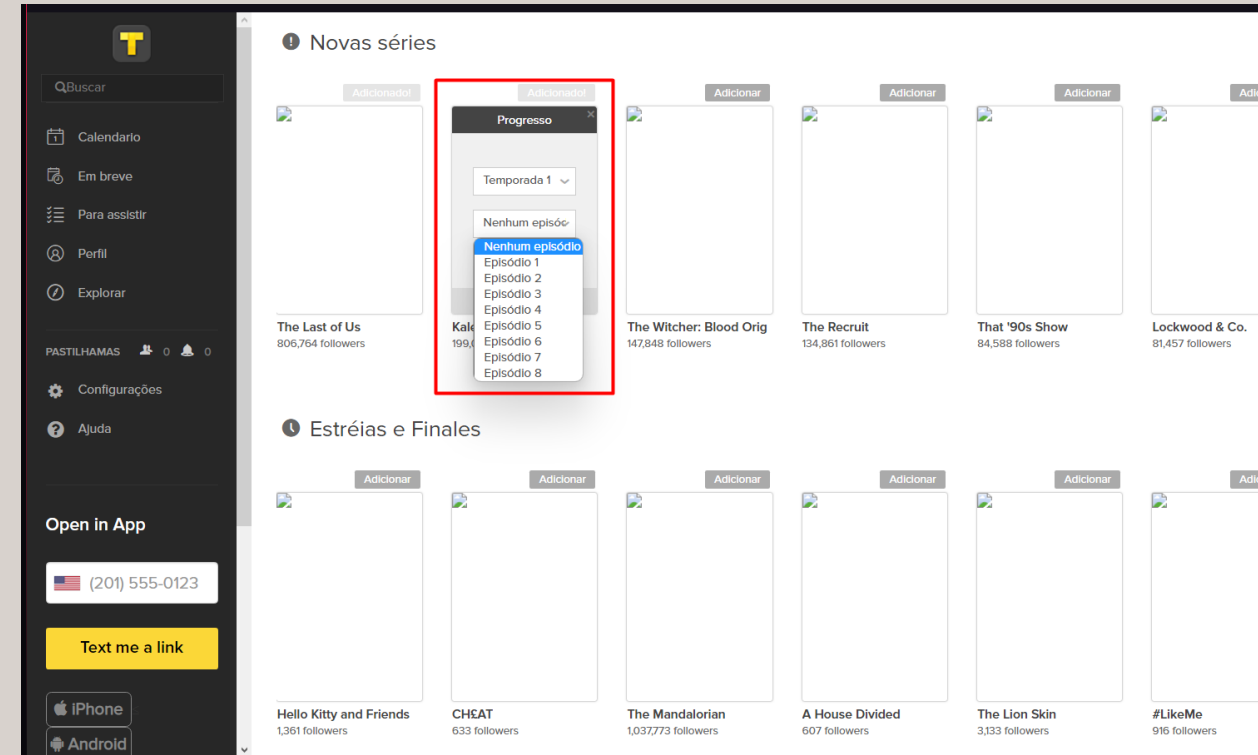 Buscar
Calendario
Em breve
Para assistir
Perfil
Explorar
PASTILHAMAS 0 0
Configurações
Ajuda
Open in App
(201) 555-0123
Text me a link
iPhone
Android
Novas séries
Adicionado!
Adicionado!
Adicionar
Adicionar
Adicionar
Progresso
Temporada 1
Nenhum episód
Nenhum episódio
Episódio 1
Episódio 2
Episódio 3
Episódio 4
Episódio 5
Episódio 6
Episódio 7
Episódio 8
The Last of Us
806,764 followers
The Witcher: Blood Orig
147,848 followers
The Recruit
134,861 followers
That '90s Show
84,588 followers
Lockwood & Co.
81,457 followers
Estréias e Finales
Adicionar
Adicionar
Adicionar
Adicionar
Adicionar
Hello Kitty and Friends
1,361 followers
CH£AT
633 followers
The Mandalorian
1,037,773 followers
A House Divided
607 followers
The Lion Skin
3,133 followers
#LikeMe
916 followers